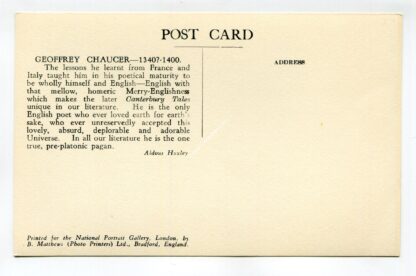 POST CARD
GEOFFREY CHAUCER—1340?-1400.
The lessons he learnt from France and
Italy taught him in his poetical maturity to
be wholly himself and English—English with
that mellow, homeric Merry-Englishness
which makes the later Canterbury Tales
unique in our literature. He is the only
English poet who ever loved earth for earth's
sake, who ever unreservedly accepted this
lovely, absurd, deplorable and adorable
Universe. In all our literature he is the one
true, pre-platonic pagan.
Aldous Huxley
ADDRESS
Printed for the National Portrait Gallery, London, by
B. Matthews (Photo Printers) Ltd., Bradford, England.